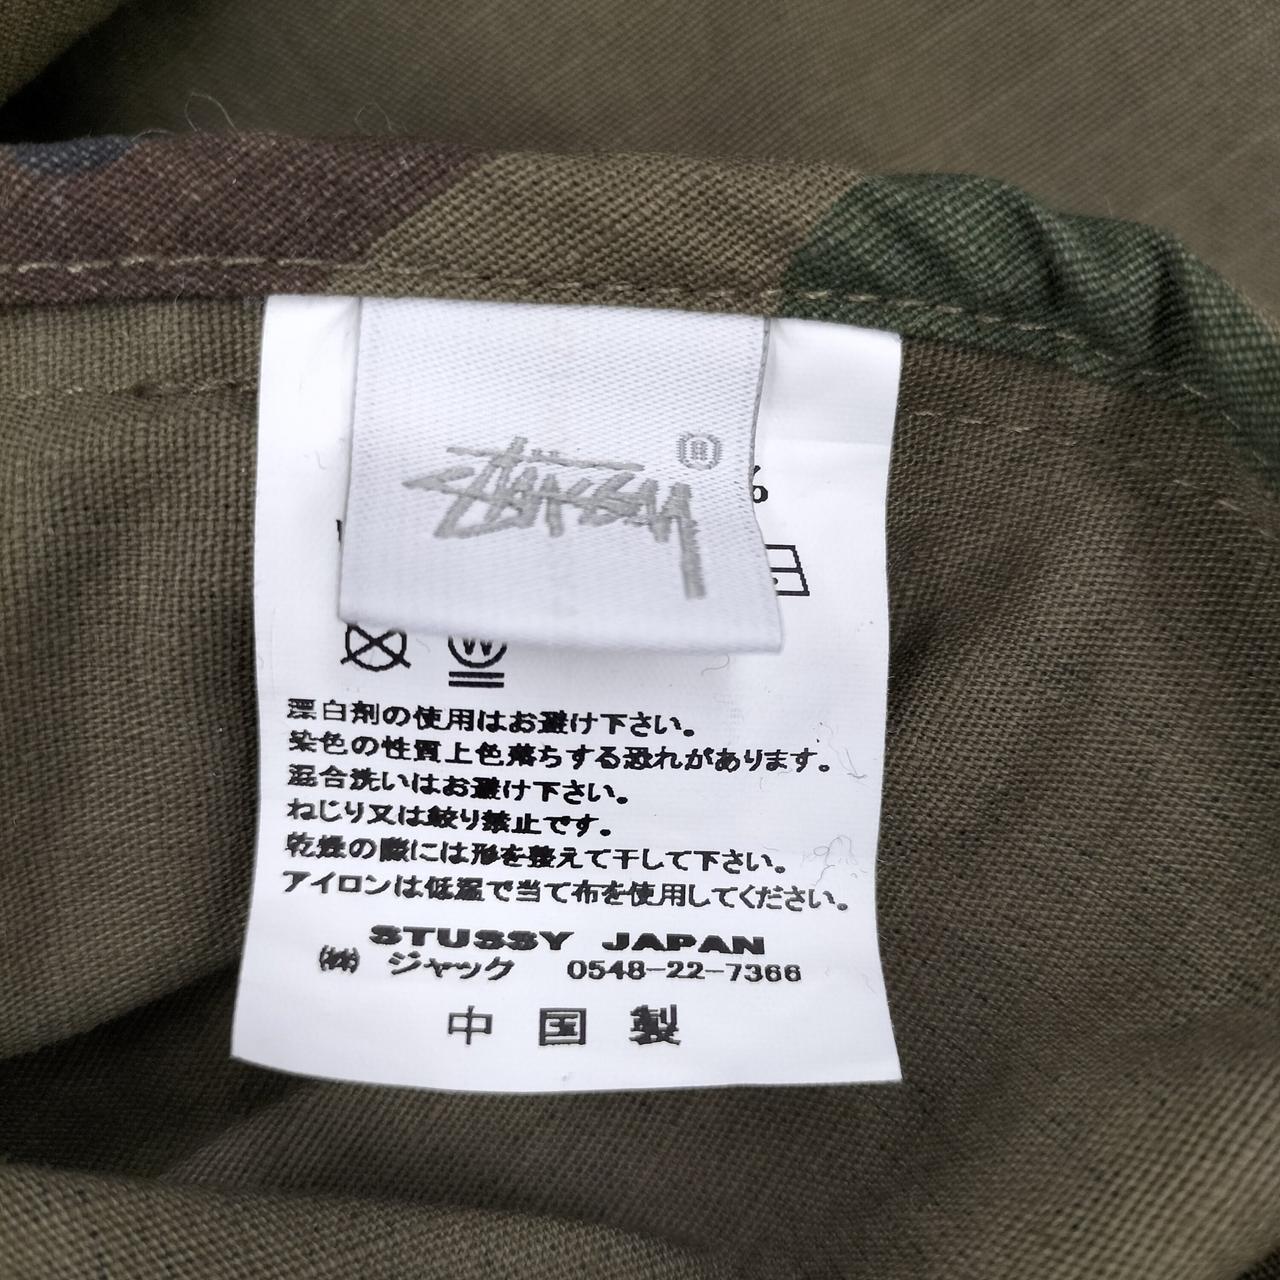 Stüssy ®
%
W
漂白剤の使用はお避け下さい。
染色の性質上色落ちする恐れがあります。
混合洗いはお避け下さい。
ねじり又は絞り禁止です。
乾燥の際には形を整えて干して下さい。
アイロンは低温で当て布を使用してください。
STUSSY JAPAN
㈱ ジャック 0548-22-7366
中国製